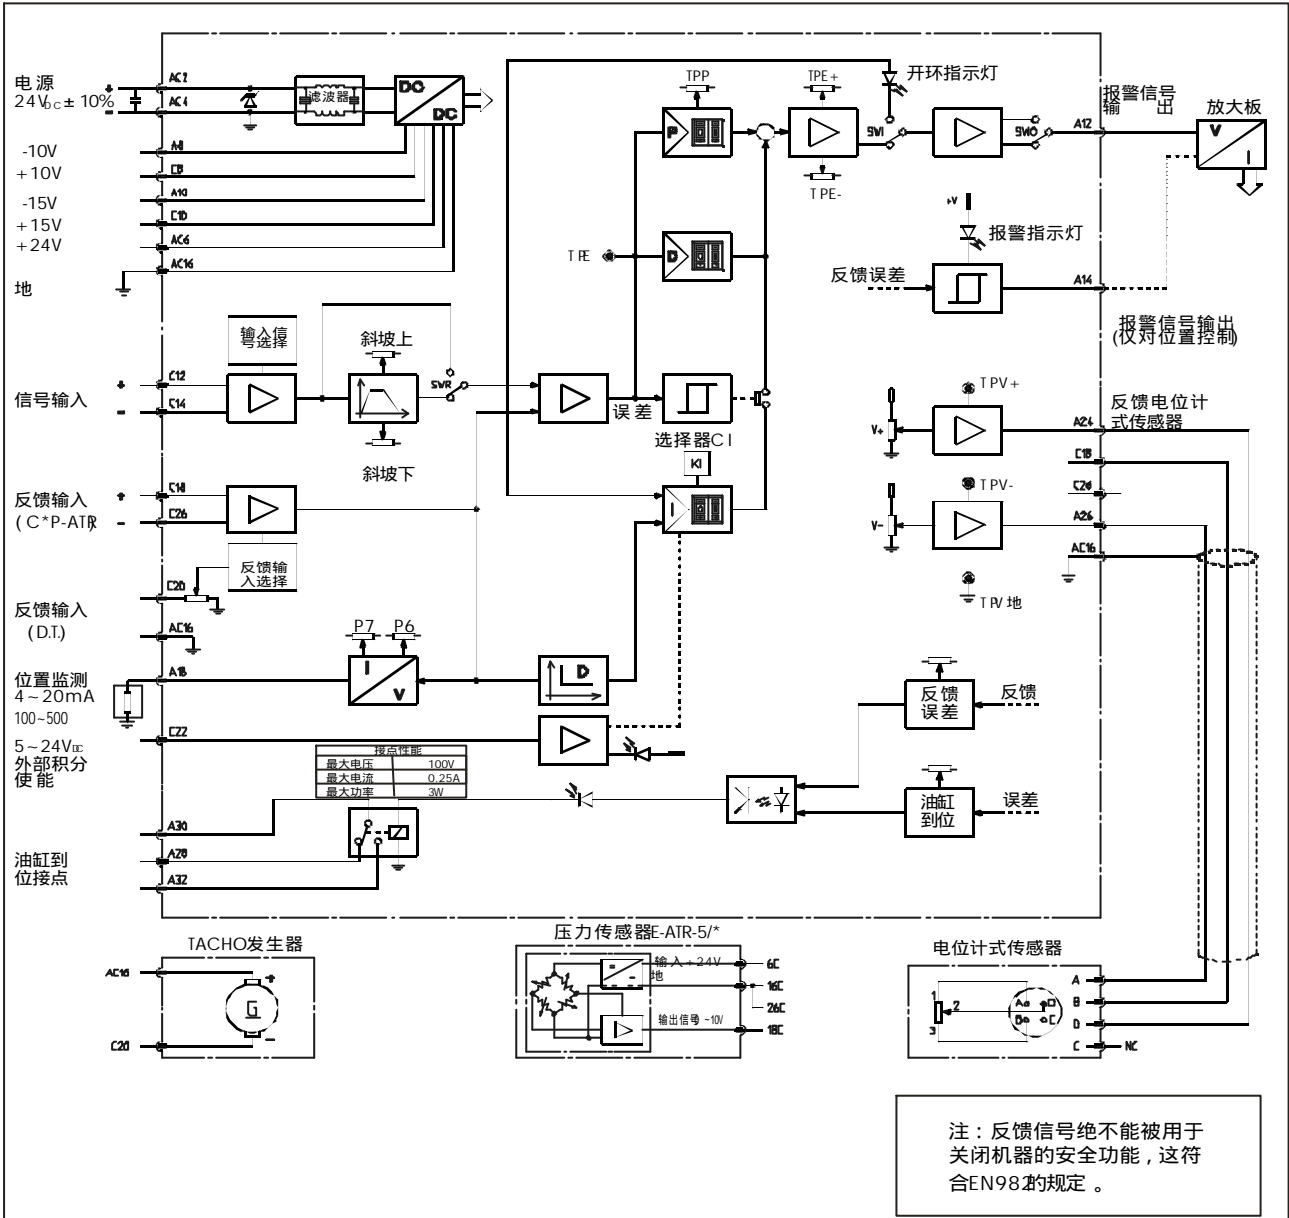 电源
24VDC±10%
-10V
+10V
-15V
+15V
+24V
地
信号输入
反馈输入
(C*P-ATR)
反馈输入
(D.T.)
位置监测
4~20mA
100~500
5~24VDC
外部积分
使能
油缸到
位接点
+
-
+
-
+
-
AC2
AC4
A8
C8
A10
C10
AC6
AC16
C12
C14
C18
C26
C20
AC16
A18
C22
A30
A28
A32
滤波器
DC
DC
输入信
号选择
斜坡上
斜坡下
SWR
反馈输
入选择
P7
P6
I
V
D
接点性能
最大电压 100V
最大电流 0.25A
最大功率 3W
TPP
P
TPE
D
误差
选择器CI
KI
I
TPE+
TPE-
开环指示灯
SWI
SWO
报警信号
输 出
A12
放大板
V
I
+V
报警指示灯
反馈误差
A14
报警信号输出
(仅对位置控制)
TPV+
V+
反馈电位计
式传感器
A24
C18
C20
TPV-
V-
A26
AC16
TPV地
反馈
误差
反馈
油缸
到位
误差
TACHO发生器
AC16
C20
G
+
-
压力传感器E-ATR-5/*
输入+24V
地
=
-
输出信号 ~10V
6C
16C
26C
18C
电位计式传感器
1
2
3
A
D
B
C
A
B
D
C
NC
注：反馈信号绝不能被用于
关闭机器的安全功能，这符
合EN982的规定。